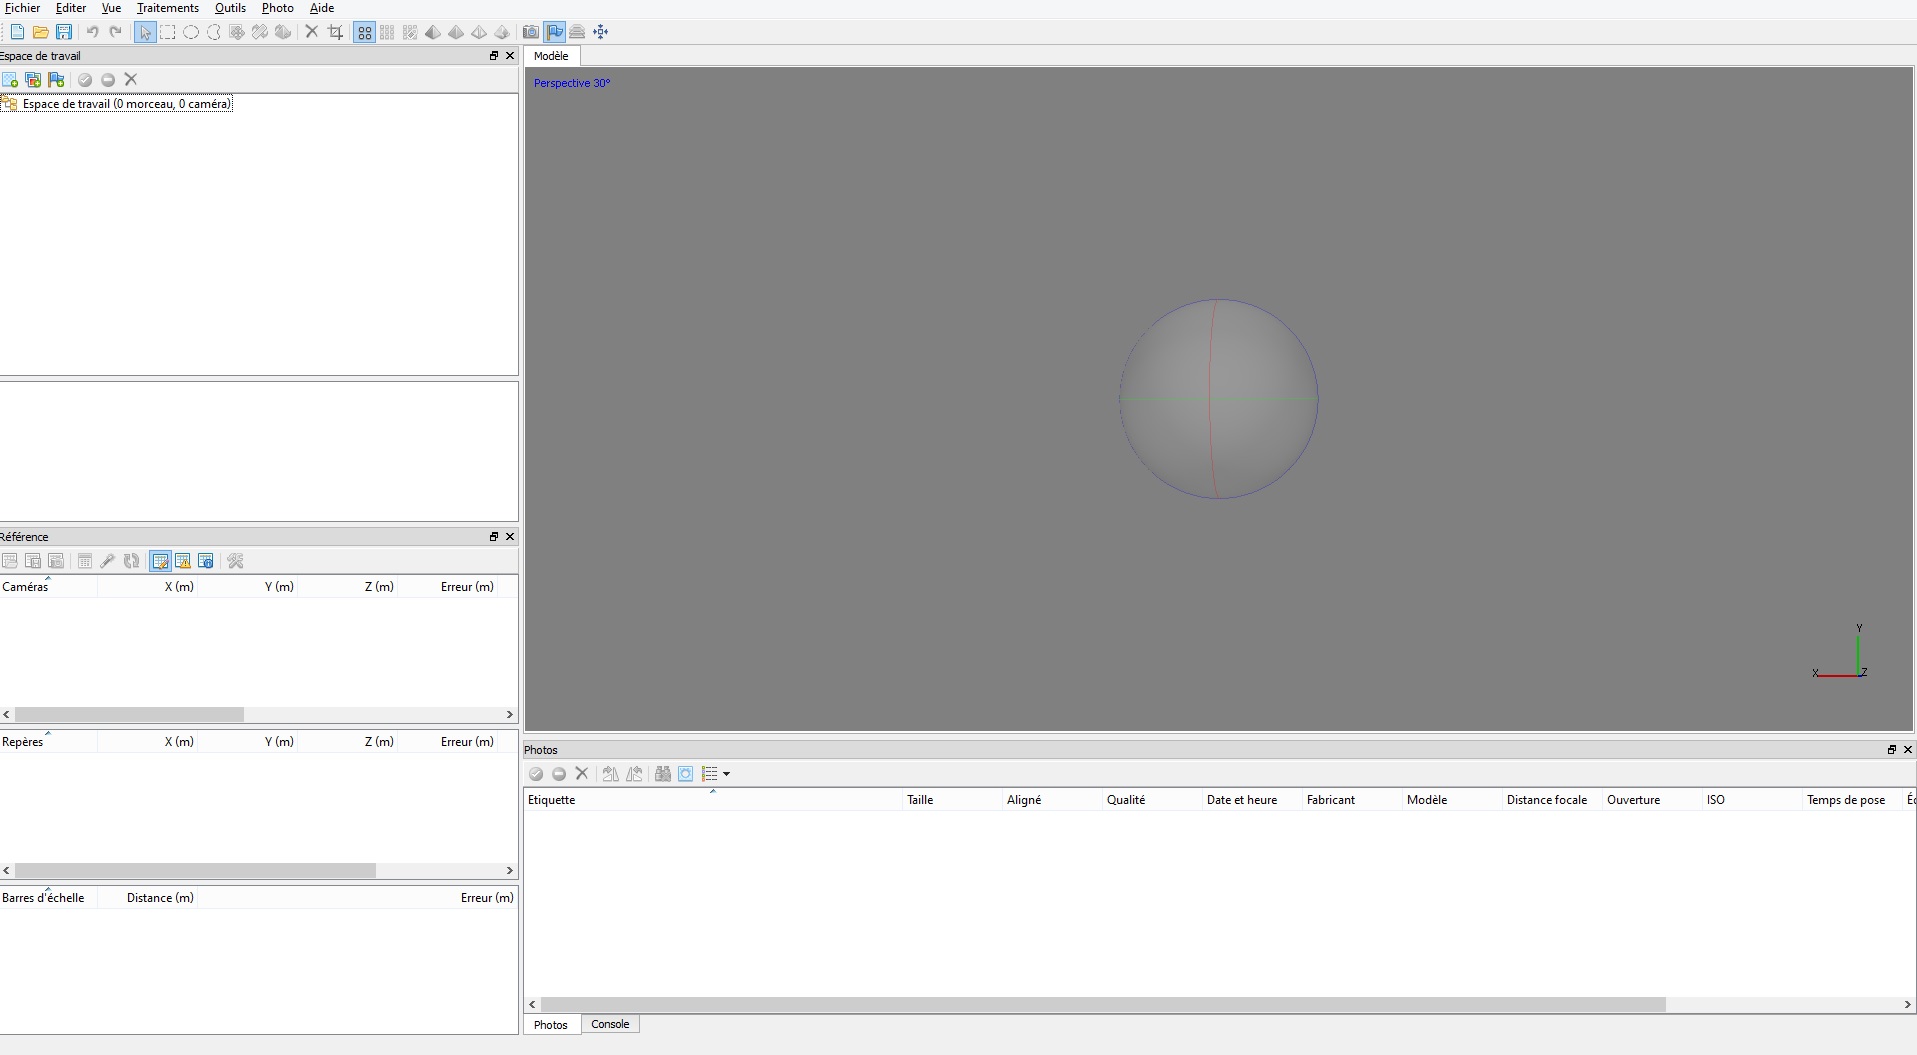 Fichier Editer Vue Traitements Outils Photo Aide
Espace de travail
Espace de travail (0 morceau, 0 caméra)
Modèle
Perspective 30°
Y
X Z
Référence
Caméras X (m) Y (m) Z (m) Erreur (m)
Repères X (m) Y (m) Z (m) Erreur (m)
Barres d'échelle Distance (m) Erreur (m)
Photos
Etiquette Taille Aligné Qualité Date et heure Fabricant Modèle Distance focale Ouverture ISO Temps de pose
Photos Console